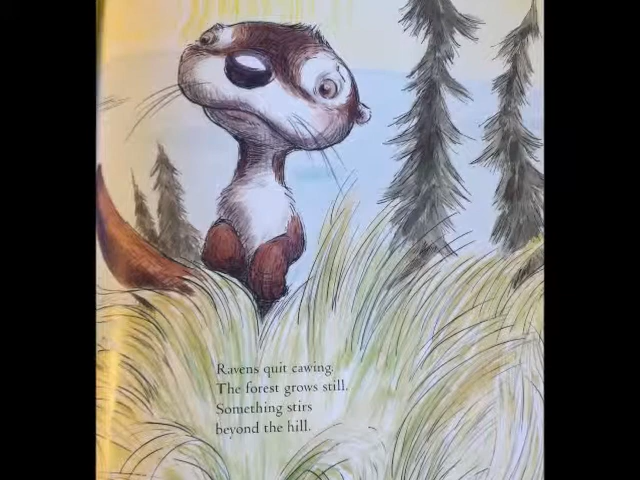 Ravens quit cawing.
The forest grows still.
Something stirs
beyond the hill.